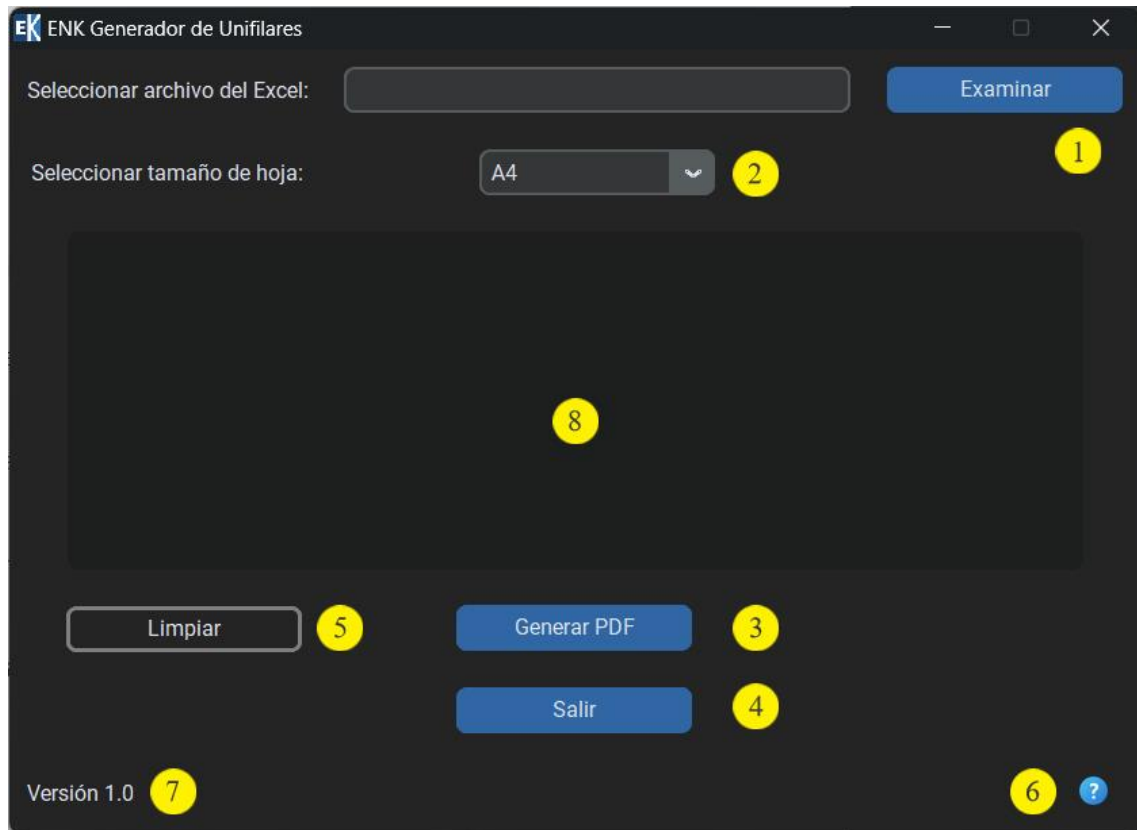 EK ENK Generador de Unifilares
Seleccionar archivo del Excel: Examinar
1
Seleccionar tamaño de hoja: A4 2
8
Limpiar 5 Generar PDF 3
Salir 4
Versión 1.0 7 6 ?